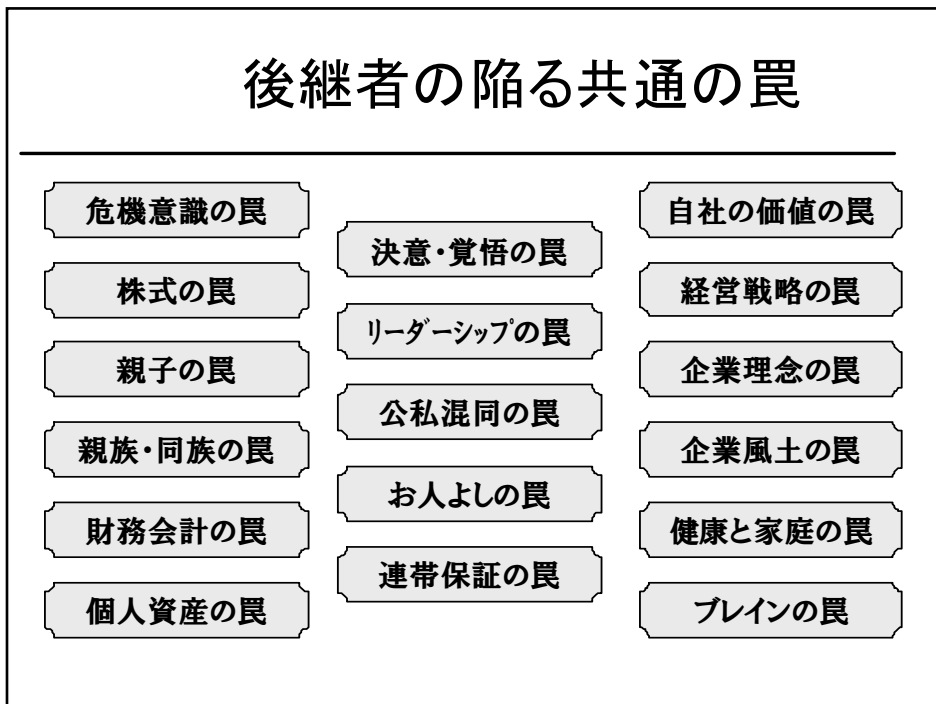 後継者の陥る共通の罠
危機意識の罠
株式の罠
親子の罠
親族・同族の罠
財務会計の罠
個人資産の罠
決意・覚悟の罠
リーダーシップの罠
公私混同の罠
お人よしの罠
連帯保証の罠
自社の価値の罠
経営戦略の罠
企業理念の罠
企業風土の罠
健康と家庭の罠
ブレインの罠